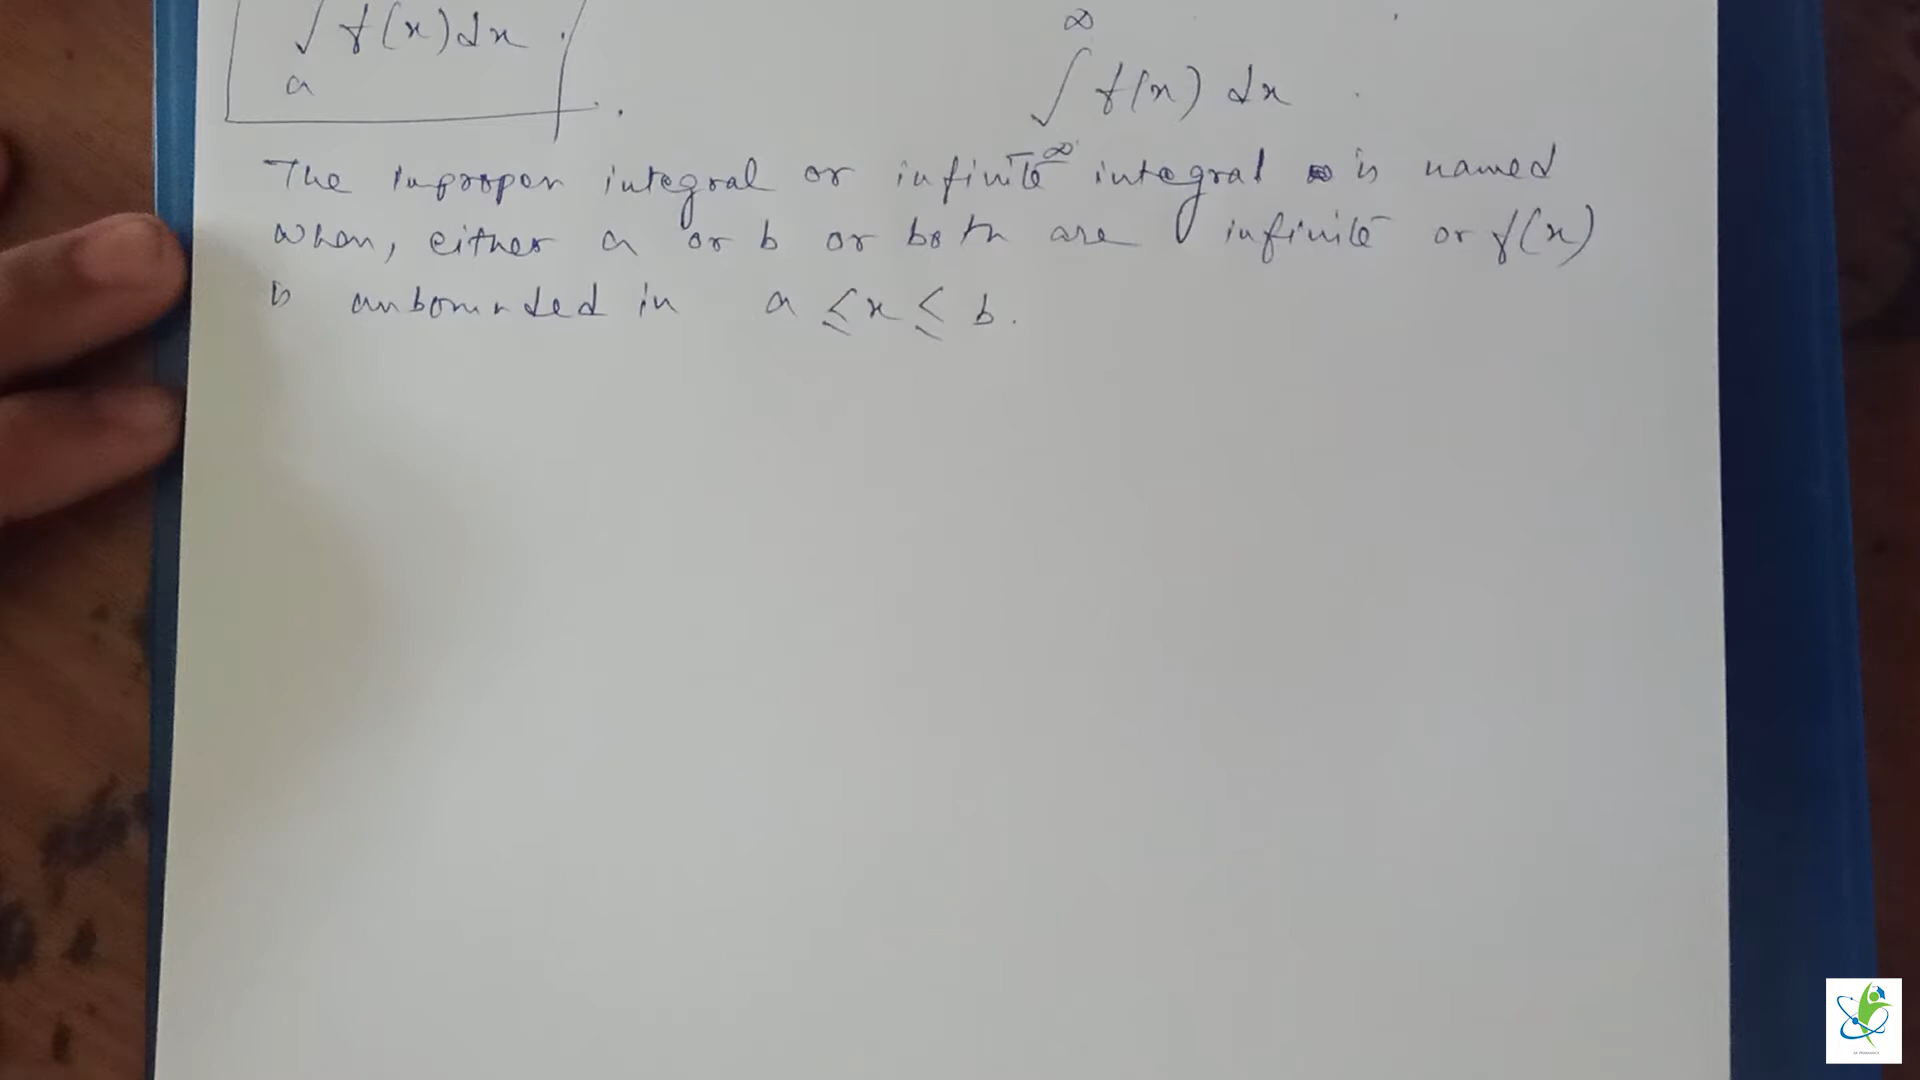 ∫ f(x) dx .
a
∞
∫ f(x) dx .
-∞
The improper integral or infinite integral is named
when, either a or b or both are infinite or f(x)
is unbounded in a ≤ x ≤ b.